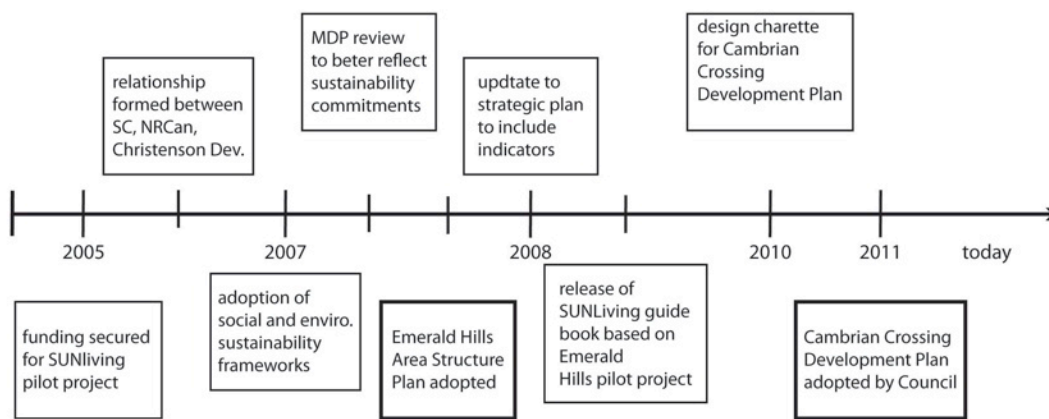 relationship
formed between
SC, NRCan,
Christenson Dev.
MDP review
to beter reflect
sustainability
commitments
updtate to
strategic plan
to include
indicators
design charette
for Cambrian
Crossing
Development Plan
2005
2007
2008
2010
2011
today
funding secured
for SUNliving
pilot project
adoption of
social and enviro.
sustainability
frameworks
Emerald Hills
Area Structure
Plan adopted
release of
SUNLiving guide
book based on
Emerald
Hills pilot project
Cambrian Crossing
Development Plan
adopted by Council